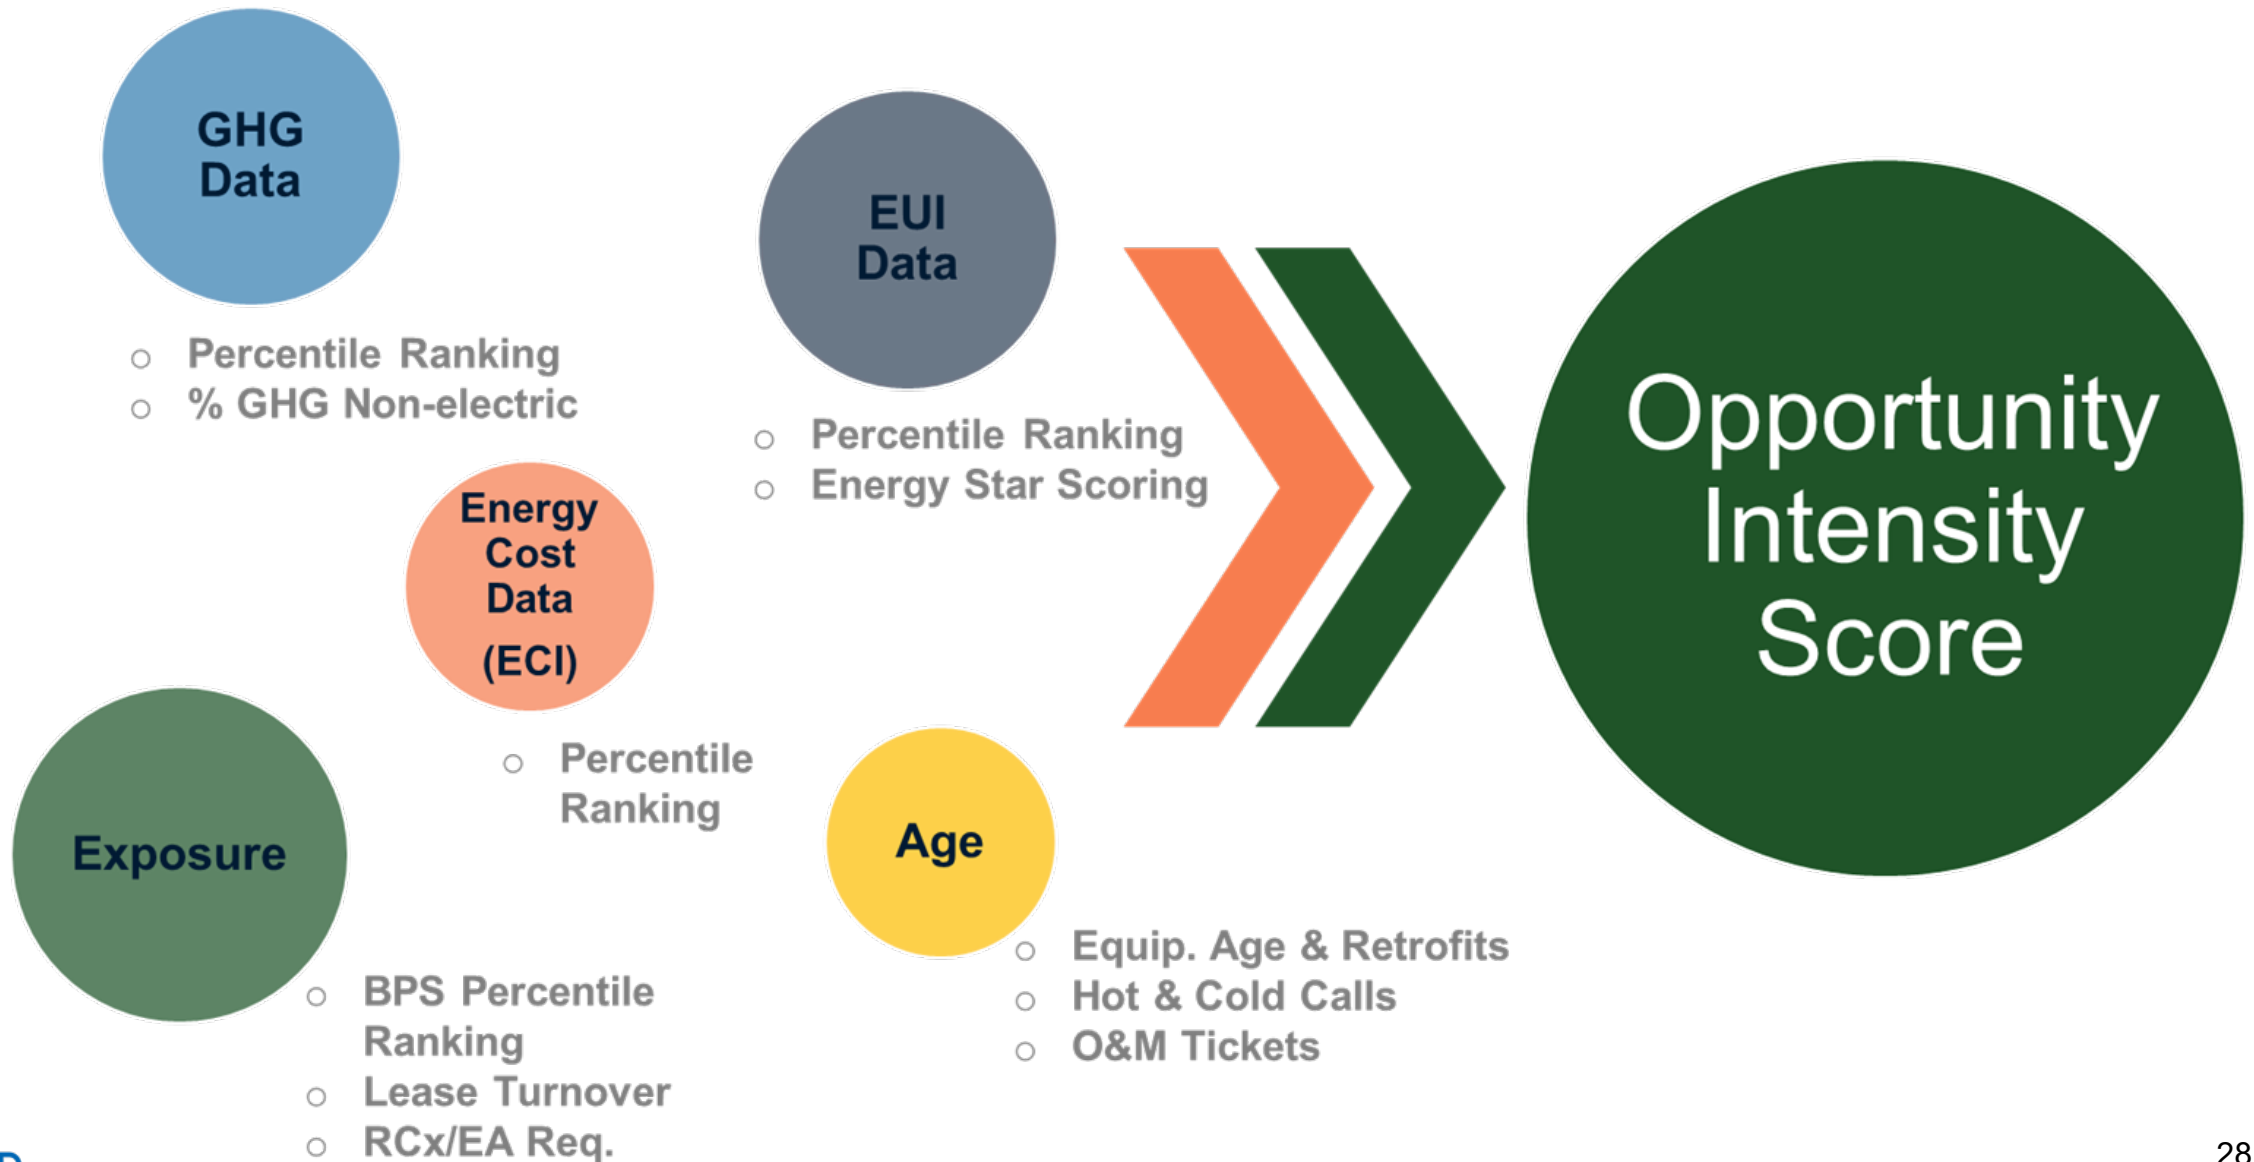 GHG
Data
○ Percentile Ranking
○ % GHG Non-electric
EUI
Data
○ Percentile Ranking
○ Energy Star Scoring
Energy
Cost
Data
(ECI)
○ Percentile
Ranking
Exposure
○ BPS Percentile
Ranking
○ Lease Turnover
○ RCx/EA Req.
Age
○ Equip. Age & Retrofits
○ Hot & Cold Calls
○ O&M Tickets
Opportunity
Intensity
Score
28